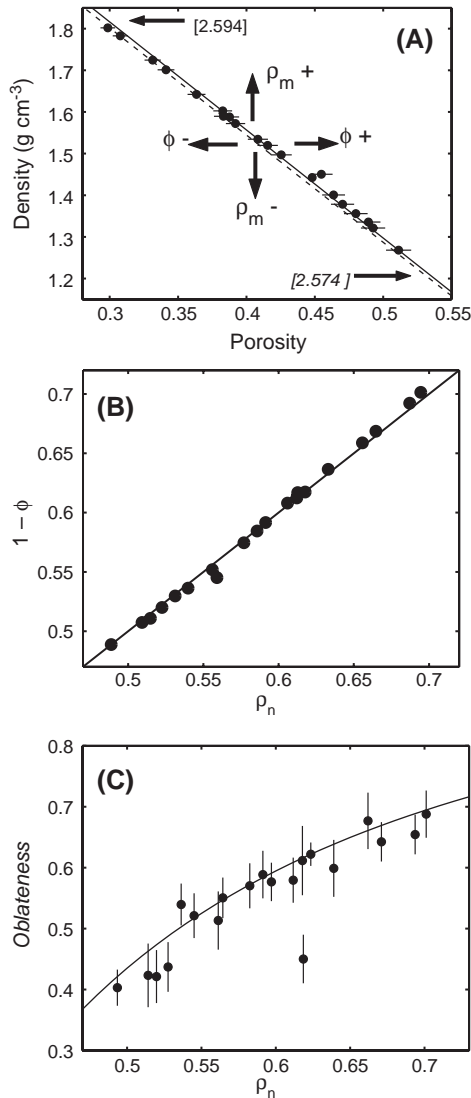 (A)
Density (g cm-3)
1.8
1.7
1.6
1.5
1.4
1.3
1.2
[2.594]
ρm +
ϕ -
ϕ +
ρm -
[2.574 ]
0.3
0.35
0.4
0.45
0.5
0.55
Porosity
(B)
1 − ϕ
0.7
0.65
0.6
0.55
0.5
0.5
0.55
0.6
0.65
0.7
ρn
(C)
Oblateness
0.8
0.7
0.6
0.5
0.4
0.3
0.5
0.55
0.6
0.65
0.7
ρn